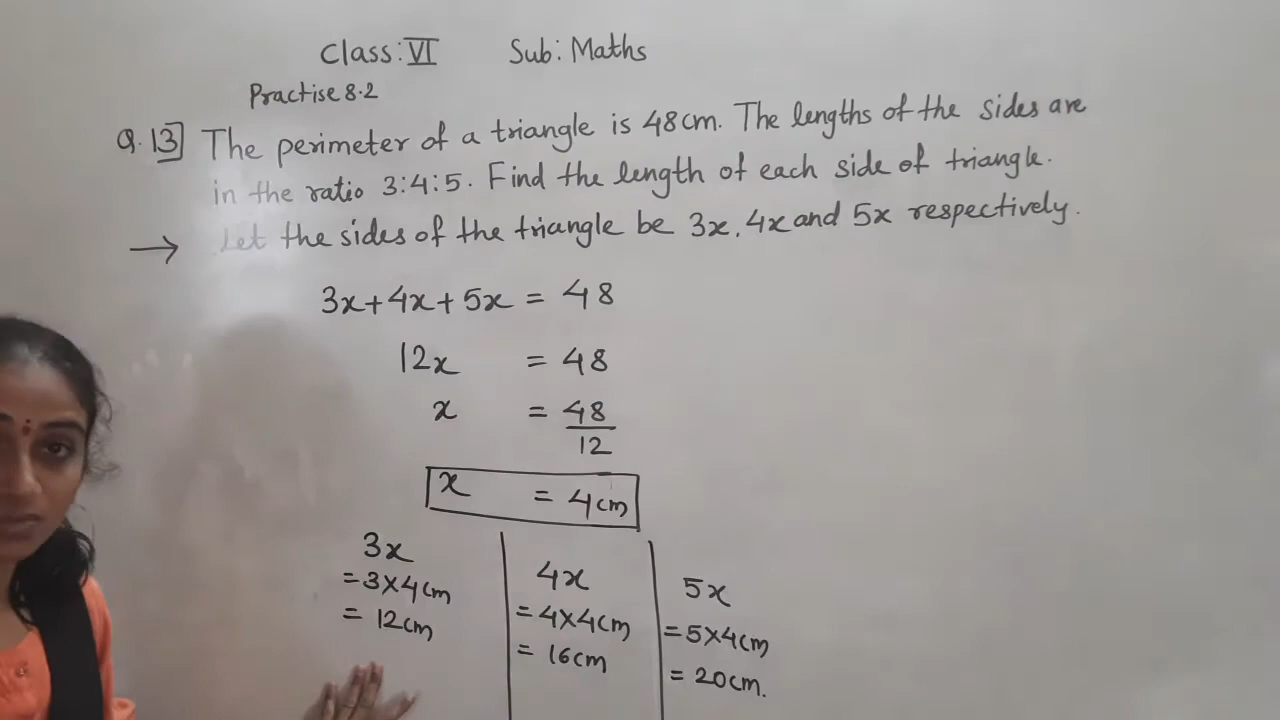 Class: VI Sub: Maths
Practise 8.2
Q.13] The perimeter of a triangle is 48cm. The lengths of the sides are
in the ratio 3:4:5. Find the length of each side of triangle.
→ Let the sides of the triangle be 3x, 4x and 5x respectively.
3x+4x+5x = 48
12x = 48
x = 48/12
x = 4cm
3x
=3×4cm
= 12cm
4x
=4×4cm
= 16cm
5x
=5×4cm
= 20cm.